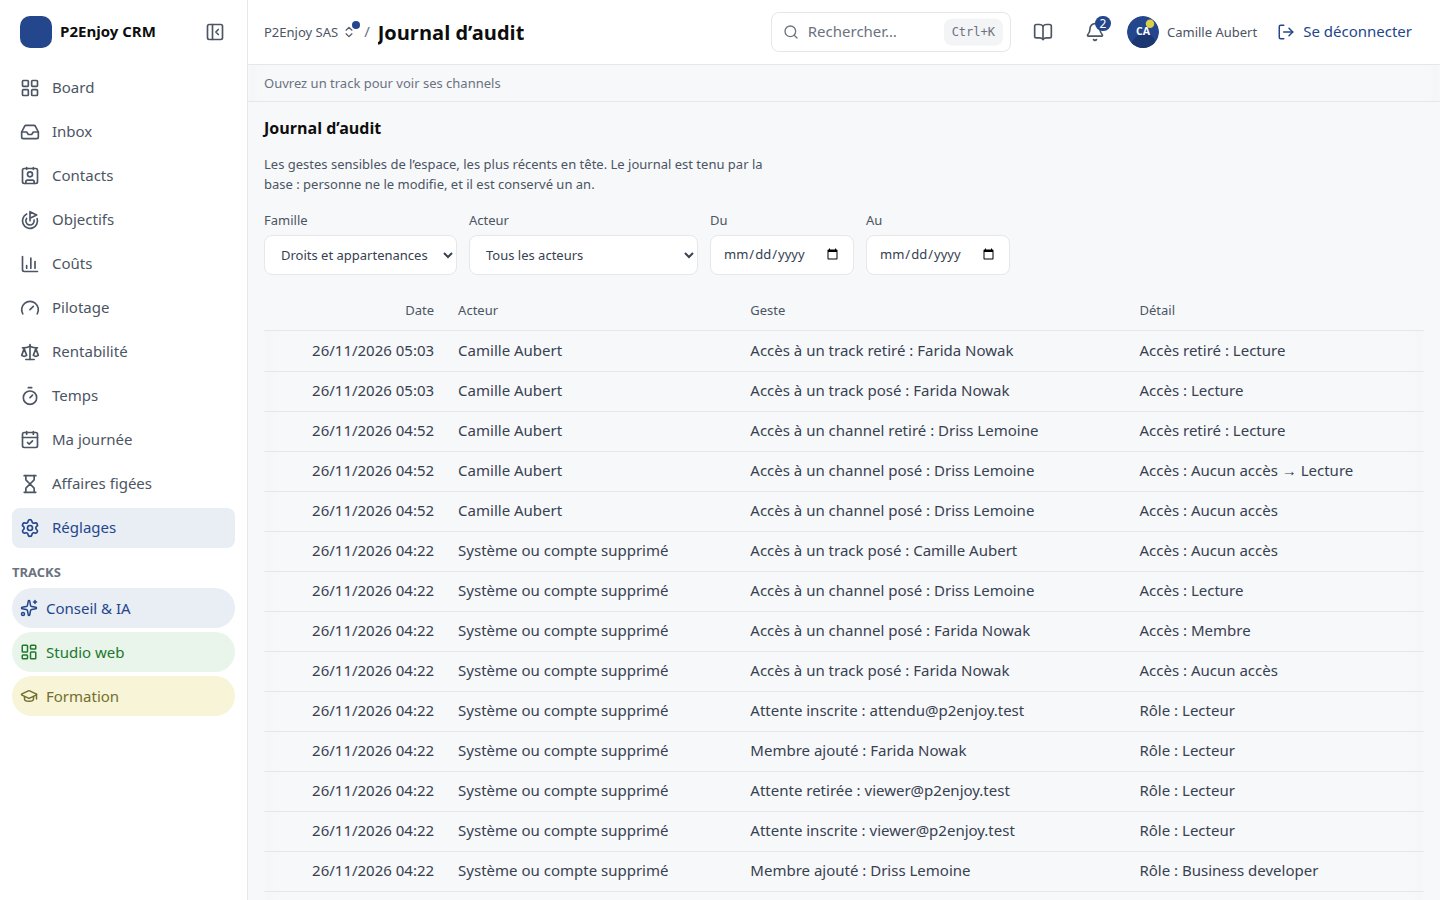 P2Enjoy CRM
P2Enjoy SAS / Journal d’audit
Rechercher... Ctrl+K
2
CA Camille Aubert
Se déconnecter
Board
Inbox
Contacts
Objectifs
Coûts
Pilotage
Rentabilité
Temps
Ma journée
Affaires figées
Réglages
TRACKS
Conseil & IA
Studio web
Formation
Ouvrez un track pour voir ses channels
Journal d’audit
Les gestes sensibles de l’espace, les plus récents en tête. Le journal est tenu par la
base : personne ne le modifie, et il est conservé un an.
Famille Acteur Du Au
Droits et appartenances Tous les acteurs mm/dd/yyyy mm/dd/yyyy
Date Acteur Geste Détail
26/11/2026 05:03 Camille Aubert Accès à un track retiré : Farida Nowak Accès retiré : Lecture
26/11/2026 05:03 Camille Aubert Accès à un track posé : Farida Nowak Accès : Lecture
26/11/2026 04:52 Camille Aubert Accès à un channel retiré : Driss Lemoine Accès retiré : Lecture
26/11/2026 04:52 Camille Aubert Accès à un channel posé : Driss Lemoine Accès : Aucun accès → Lecture
26/11/2026 04:52 Camille Aubert Accès à un channel posé : Driss Lemoine Accès : Aucun accès
26/11/2026 04:22 Système ou compte supprimé Accès à un track posé : Camille Aubert Accès : Aucun accès
26/11/2026 04:22 Système ou compte supprimé Accès à un channel posé : Driss Lemoine Accès : Lecture
26/11/2026 04:22 Système ou compte supprimé Accès à un channel posé : Farida Nowak Accès : Membre
26/11/2026 04:22 Système ou compte supprimé Accès à un track posé : Farida Nowak Accès : Aucun accès
26/11/2026 04:22 Système ou compte supprimé Attente inscrite : attendu@p2enjoy.test Rôle : Lecteur
26/11/2026 04:22 Système ou compte supprimé Membre ajouté : Farida Nowak Rôle : Lecteur
26/11/2026 04:22 Système ou compte supprimé Attente retirée : viewer@p2enjoy.test Rôle : Lecteur
26/11/2026 04:22 Système ou compte supprimé Attente inscrite : viewer@p2enjoy.test Rôle : Lecteur
26/11/2026 04:22 Système ou compte supprimé Membre ajouté : Driss Lemoine Rôle : Business developer